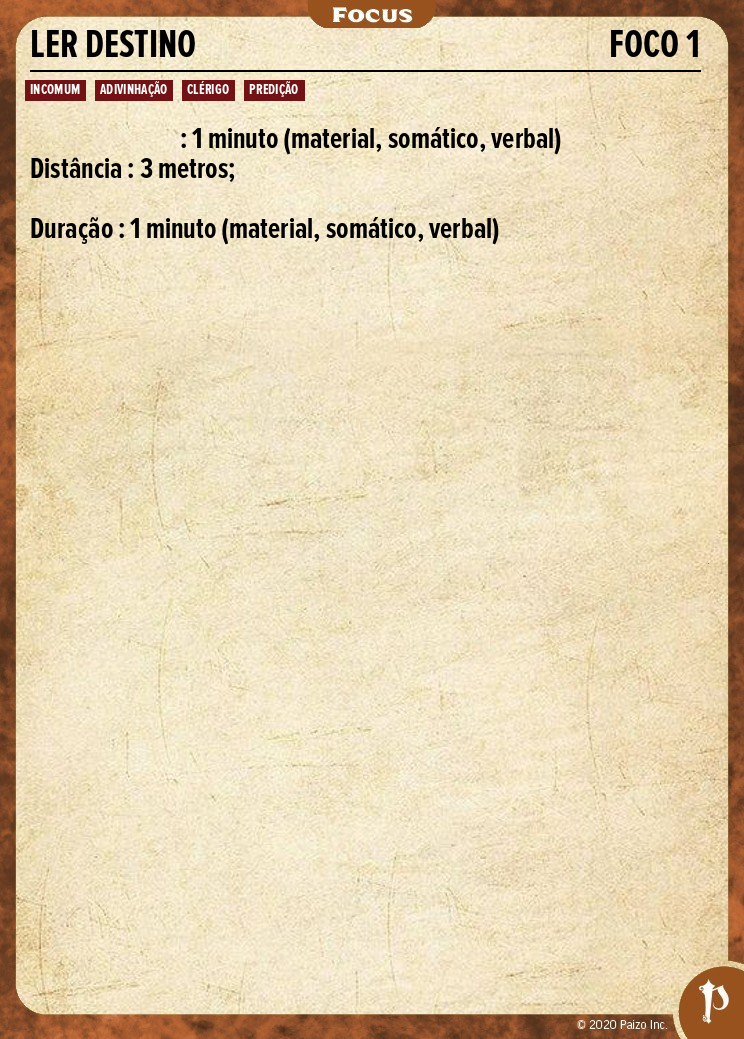 Focus
LER DESTINO FOCO 1
INCOMUM ADIVINHAÇÃO CLÉRIGO PREDIÇÃO
: 1 minuto (material, somático, verbal)
Distância : 3 metros;
Duração : 1 minuto (material, somático, verbal)
© 2020 Paizo Inc.